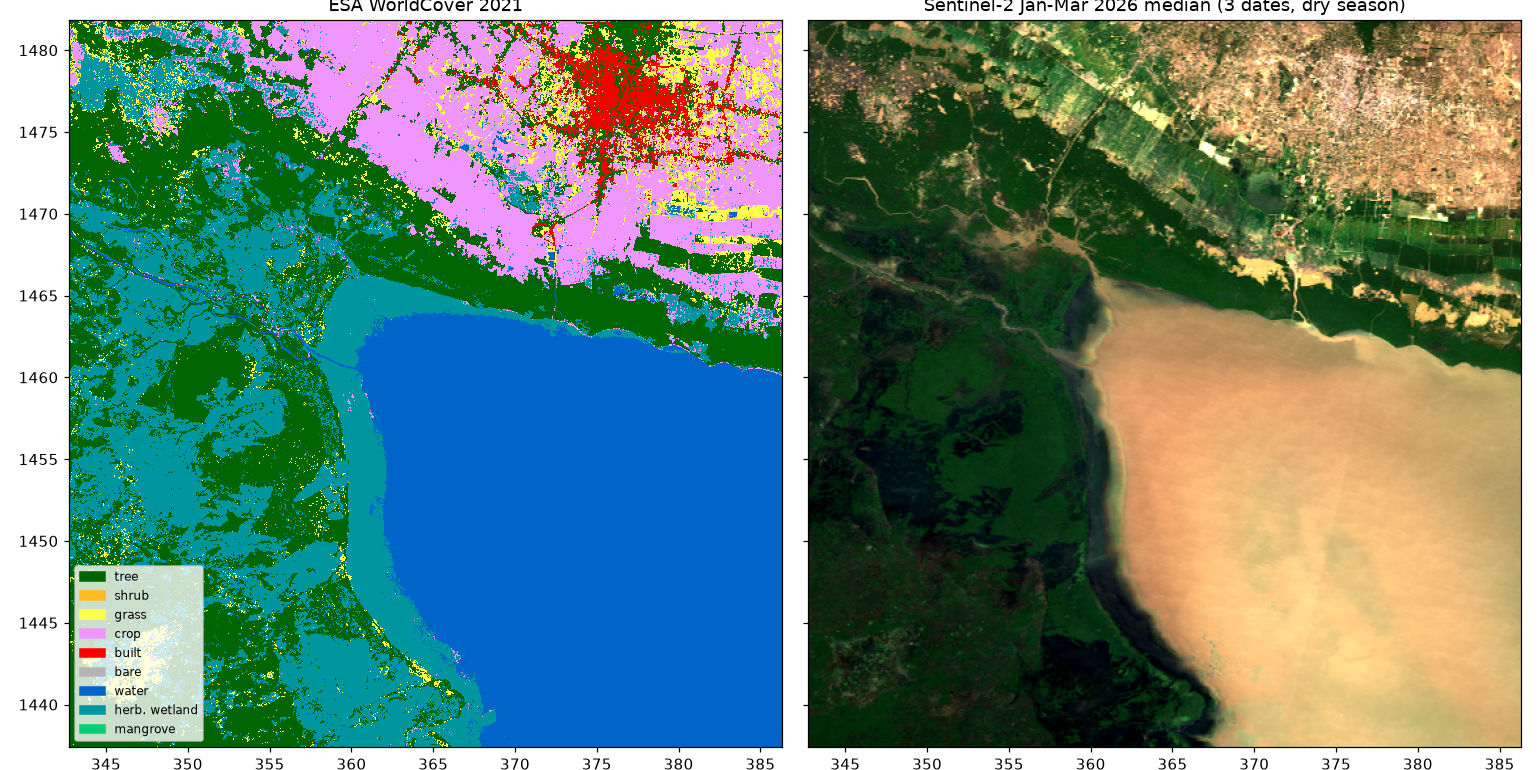 ESA WorldCover 2021
Sentinel-2 Jan-Mar 2026 median (3 dates, dry season)
1480
1475
1470
1465
1460
1455
1450
1445
1440
tree
shrub
grass
crop
built
bare
water
herb. wetland
mangrove
345 350 355 360 365 370 375 380 385
345 350 355 360 365 370 375 380 385